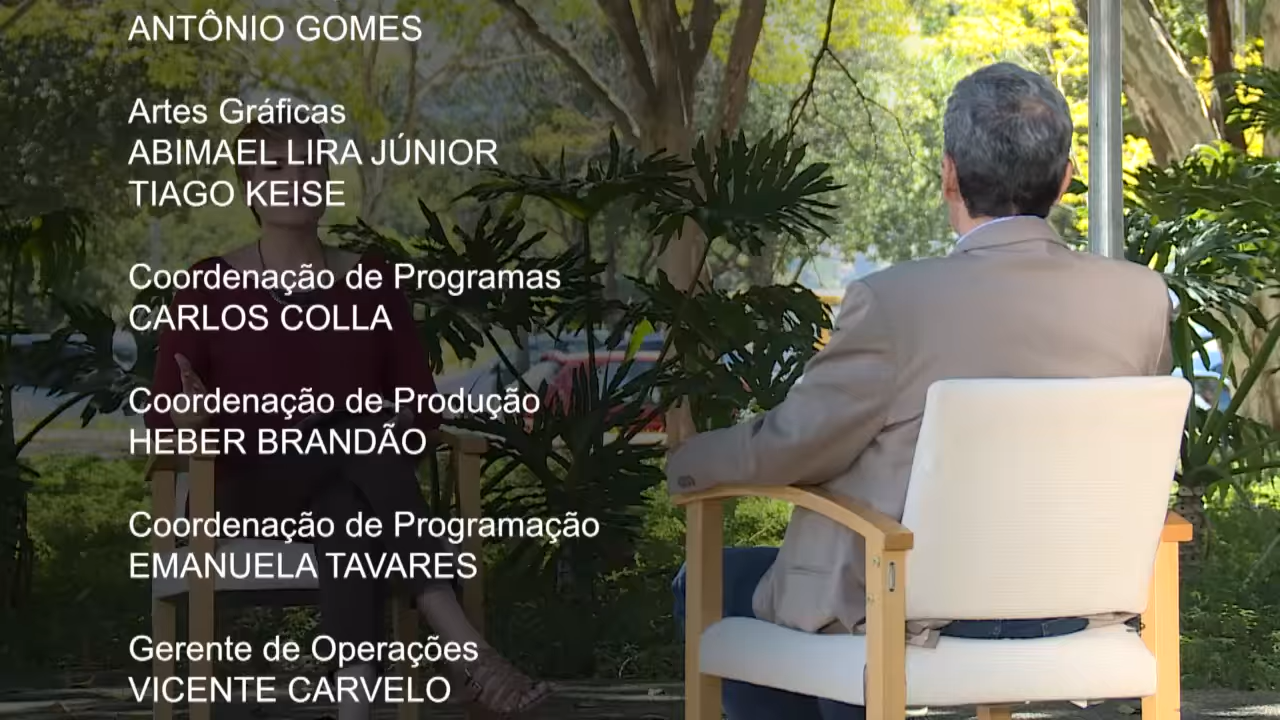 ANTÔNIO GOMES
Artes Gráficas
ABIMAEL LIRA JÚNIOR
TIAGO KEISE
Coordenação de Programas
CARLOS COLLA
Coordenação de Produção
HEBER BRANDÃO
Coordenação de Programação
EMANUELA TAVARES
Gerente de Operações
VICENTE CARVELO